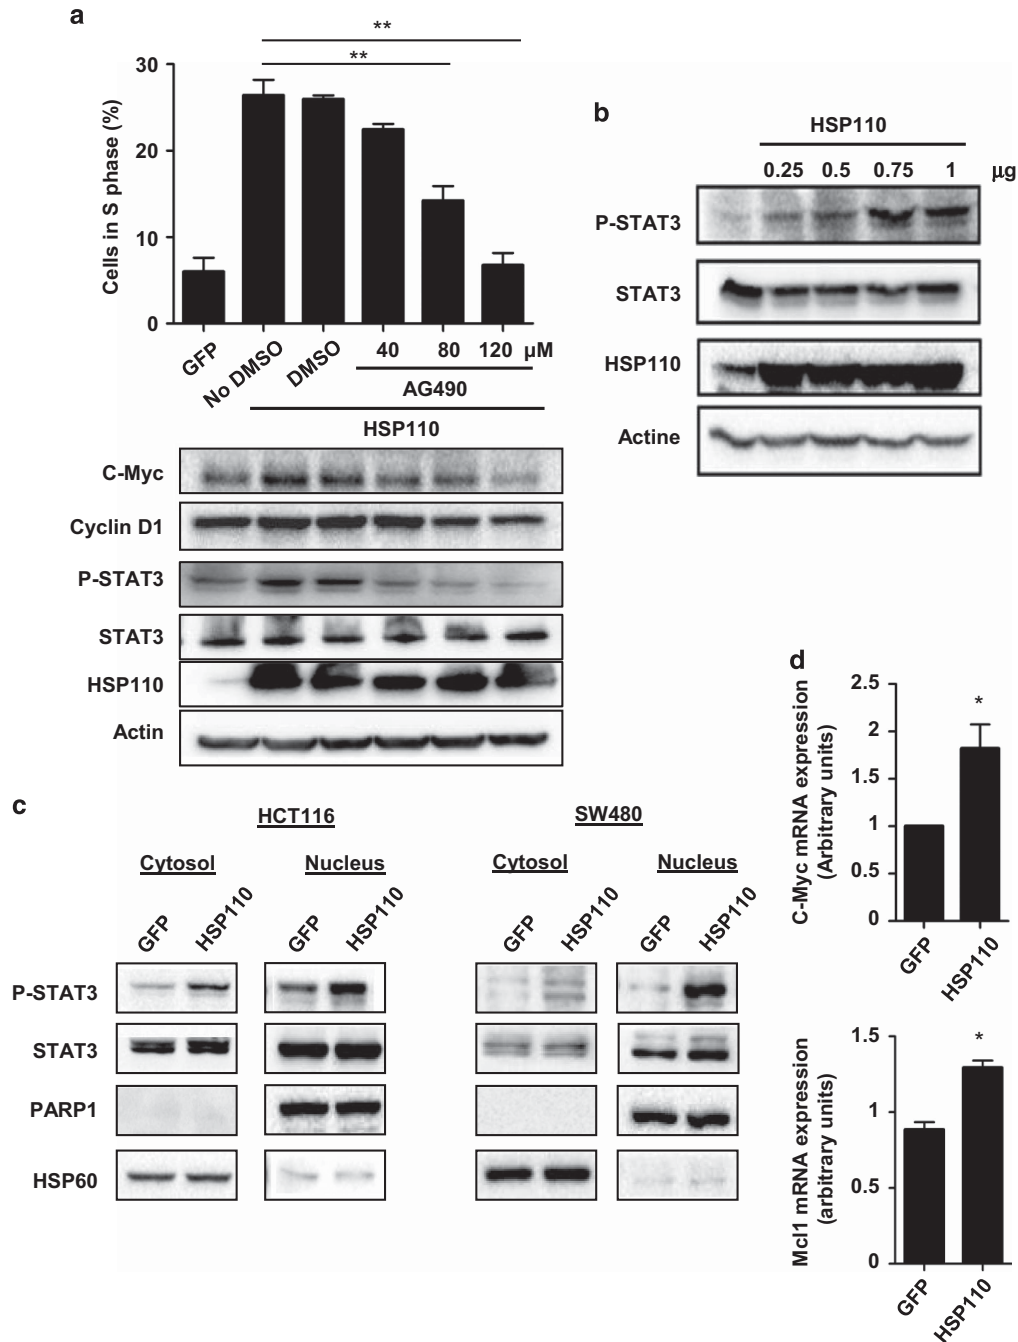 a
**
**
30
20
10
0
Cells in S phase (%)
GFP
No DMSO
DMSO
40
80
120
µM
AG490
HSP110
C-Myc
Cyclin D1
P-STAT3
STAT3
HSP110
Actin
b
HSP110
0.25
0.5
0.75
1
µg
P-STAT3
STAT3
HSP110
Actine
c
HCT116
SW480
Cytosol
Nucleus
Cytosol
Nucleus
GFP
HSP110
GFP
HSP110
GFP
HSP110
GFP
HSP110
P-STAT3
STAT3
PARP1
HSP60
d
2.5
2
1.5
1
0.5
0
C-Myc mRNA expression
(Arbitrary units)
*
GFP
HSP110
1.5
1
0.5
0
Mcl1 mRNA expression
(arbitrary units)
*
GFP
HSP110